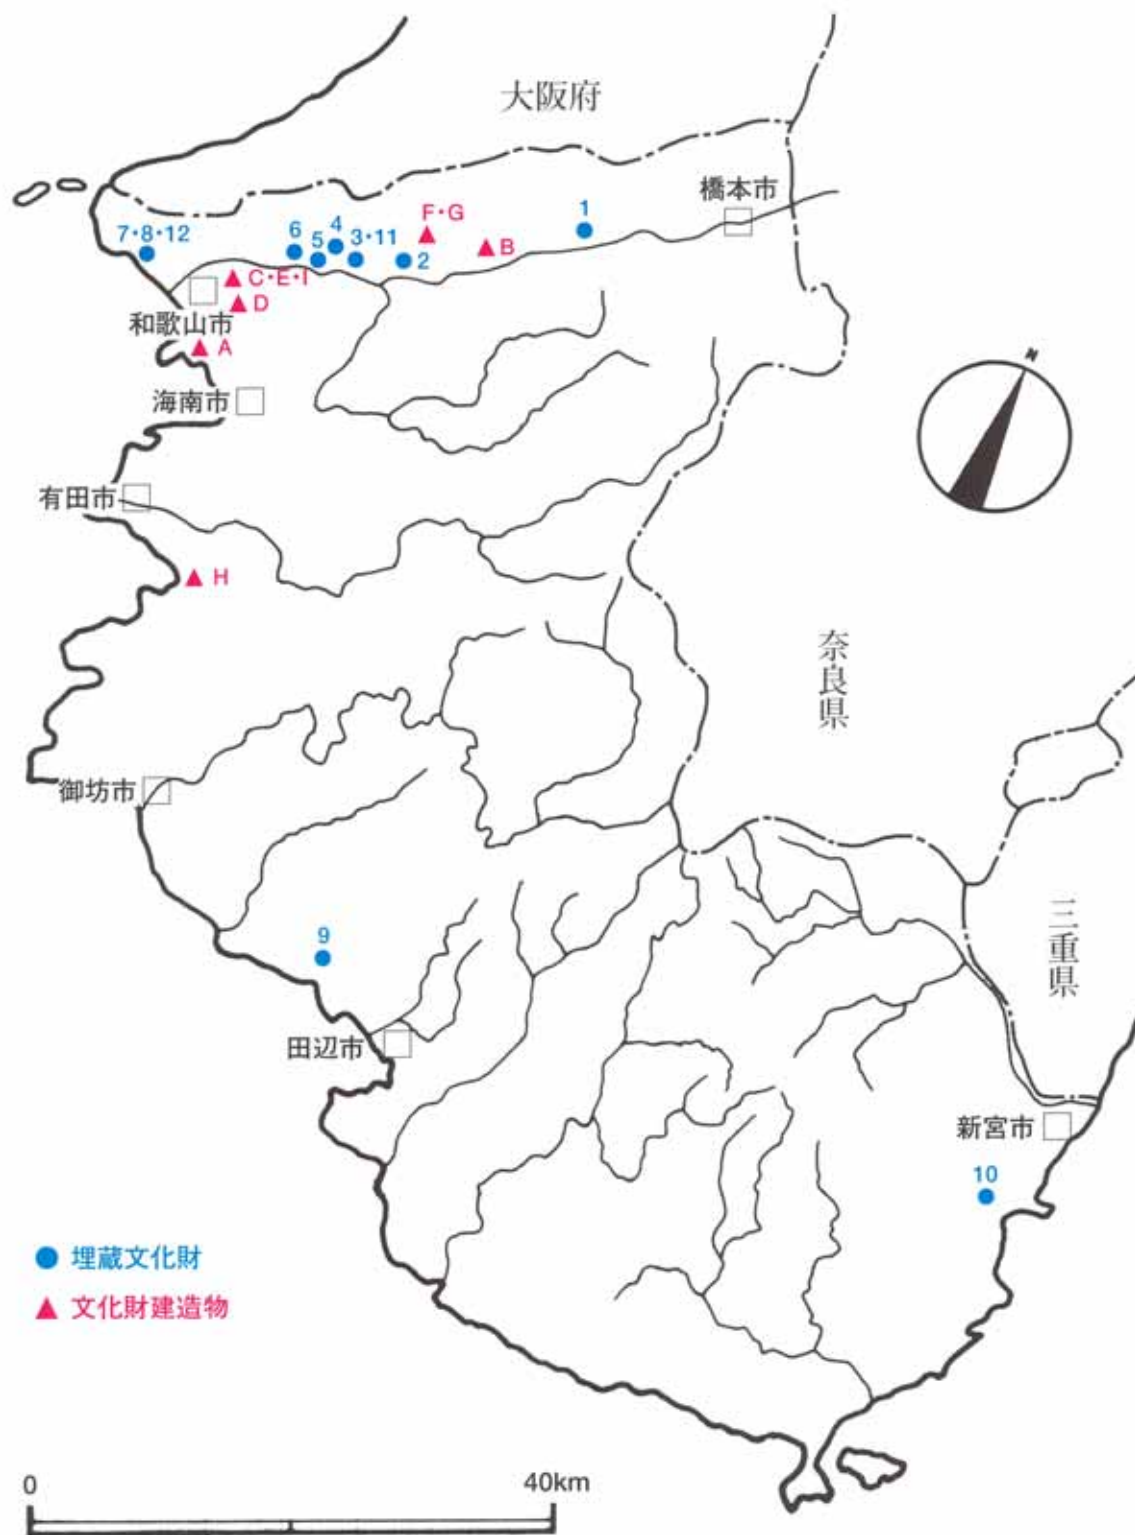 大阪府
橋本市
F・G
1
B
4
6
3・11
7・8・12
5
2
C・E・I
D
和歌山市
A
N
海南市
有田市
H
奈良県
御坊市
三重県
9
田辺市
新宮市
10
埋蔵文化財
文化財建造物
0
40km